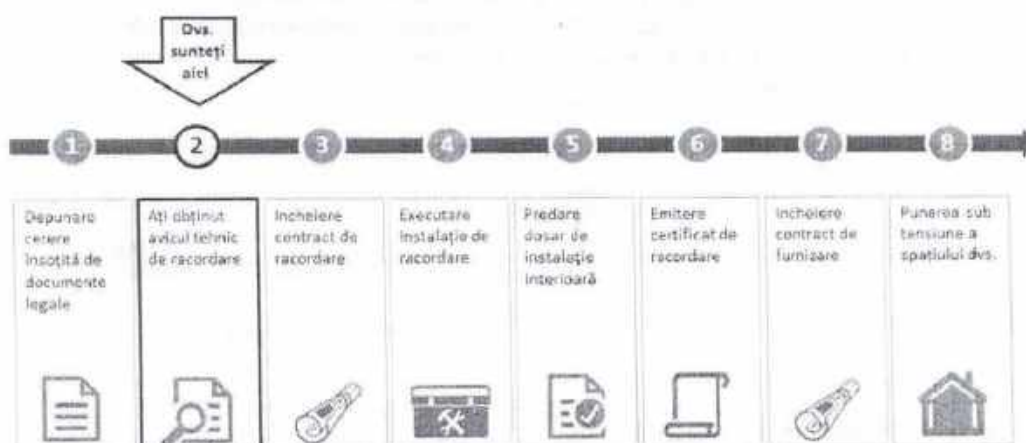 Dvs.
sunteți
aici
1
2
3
4
5
6
7
8
Depunere
cerere
însoțită de
documente
legale
Ați obținut
avizul tehnic
de racordare
Incheiere
contract de
racordare
Executare
instalație de
racordare
Predare
dosar de
instalație
interioară
Emitere
certificat de
racordare
Incheiere
contract de
furnizare
Punerea sub
tensiune a
spațiului dvs.